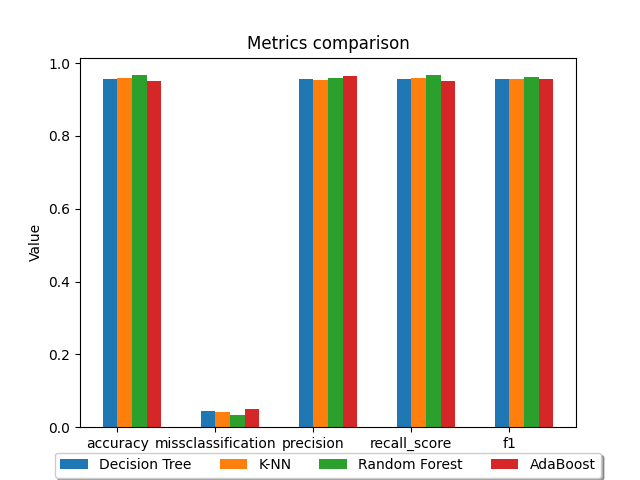 Metrics comparison
1.0
0.8
0.6
0.4
0.2
0.0
Value
accuracy missclassification precision recall_score f1
Decision Tree K-NN Random Forest AdaBoost